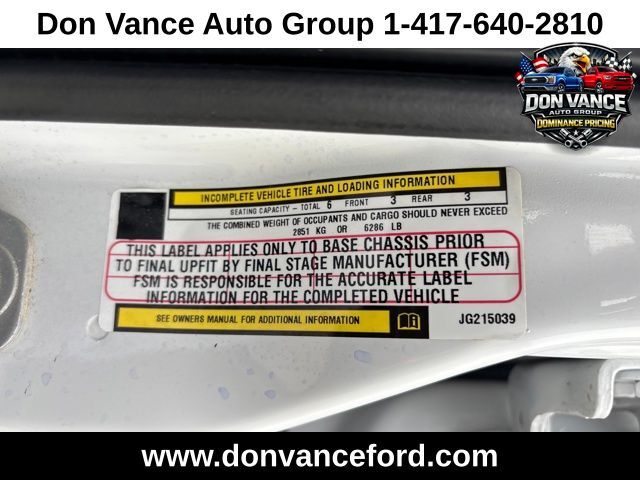 Don Vance Auto Group 1-417-640-2810
DON VANCE
AUTO GROUP
DOMINANCE PRICING
INCOMPLETE VEHICLE TIRE AND LOADING INFORMATION
SEATING CAPACITY - TOTAL 6 FRONT 3 REAR 3
THE COMBINED WEIGHT OF OCCUPANTS AND CARGO SHOULD NEVER EXCEED
2851 KG OR 6286 LB
THIS LABEL APPLIES ONLY TO BASE CHASSIS PRIOR
TO FINAL UPFIT BY FINAL STAGE MANUFACTURER (FSM)
FSM IS RESPONSIBLE FOR THE ACCURATE LABEL
INFORMATION FOR THE COMPLETED VEHICLE
SEE OWNERS MANUAL FOR ADDITIONAL INFORMATION
JG215039
www.donvanceford.com